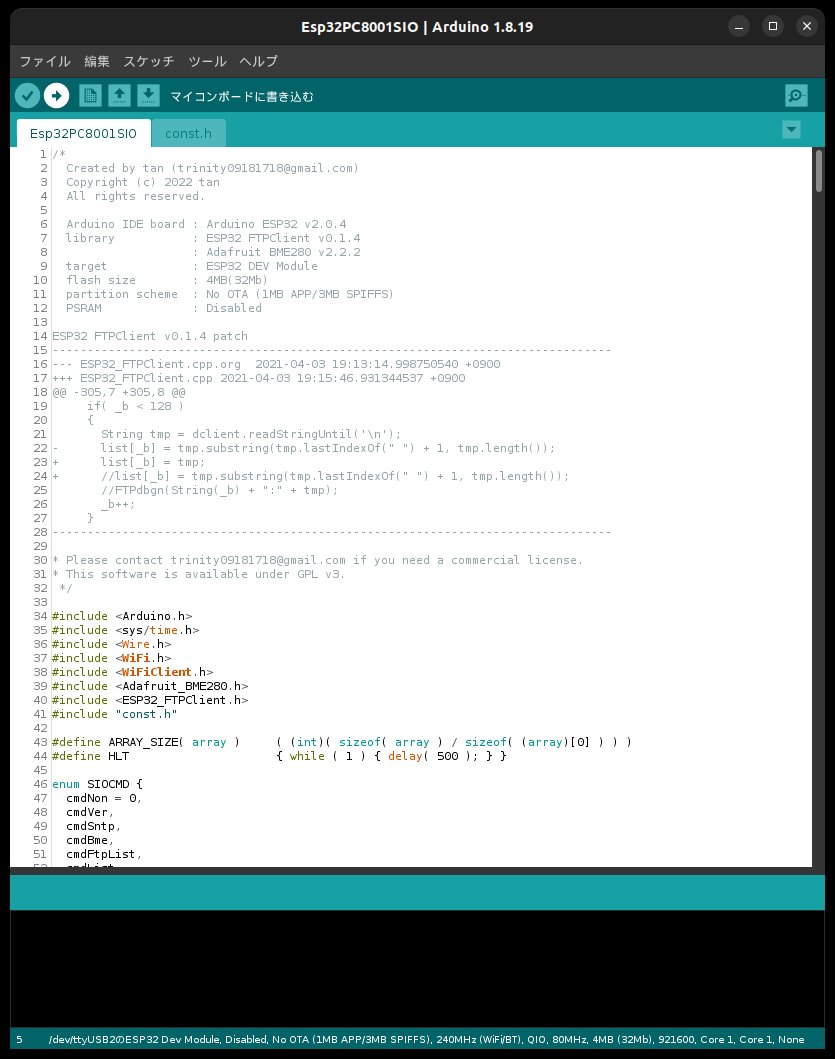 Esp32PC8001SIO | Arduino 1.8.19
ファイル 編集 スケッチ ツール ヘルプ
マイコンボードに書き込む
Esp32PC8001SIO const.h
1 /*
2   Created by tan (trinity09181718@gmail.com)
3   Copyright (c) 2022 tan
4   All rights reserved.
5
6   Arduino IDE board : Arduino ESP32 v2.0.4
7   library           : ESP32 FTPClient v0.1.4
8                     : Adafruit BME280 v2.2.2
9   target            : ESP32 DEV Module
10   flash size        : 4MB(32Mb)
11   partition scheme  : No OTA (1MB APP/3MB SPIFFS)
12   PSRAM             : Disabled
13
14 ESP32 FTPClient v0.1.4 patch
15 --------------------------------------------------------------------------------
16 --- ESP32_FTPClient.cpp.org  2021-04-03 19:13:14.998750540 +0900
17 +++ ESP32_FTPClient.cpp 2021-04-03 19:15:46.931344537 +0900
18 @@ -305,7 +305,8 @@
19      if( _b < 128 )
20      {
21        String tmp = dclient.readStringUntil('\n');
22 -      list[_b] = tmp.substring(tmp.lastIndexOf(" ") + 1, tmp.length());
23 +      list[_b] = tmp;
24 +      //list[_b] = tmp.substring(tmp.lastIndexOf(" ") + 1, tmp.length());
25        //FTPdbgn(String(_b) + ":" + tmp);
26        _b++;
27      }
28 --------------------------------------------------------------------------------
29
30 * Please contact trinity09181718@gmail.com if you need a commercial license.
31 * This software is available under GPL v3.
32  */
33
34 #include <Arduino.h>
35 #include <sys/time.h>
36 #include <Wire.h>
37 #include <WiFi.h>
38 #include <WiFiClient.h>
39 #include <Adafruit_BME280.h>
40 #include <ESP32_FTPClient.h>
41 #include "const.h"
42
43 #define ARRAY_SIZE( array )     ( (int)( sizeof( array ) / sizeof( (array)[0] ) ) )
44 #define HLT                     { while ( 1 ) { delay( 500 ); } }
45
46 enum SIOCMD {
47   cmdNon = 0,
48   cmdVer,
49   cmdSntp,
50   cmdBme,
51   cmdFtpList,
5 /dev/ttyUSB2のESP32 Dev Module, Disabled, No OTA (1MB APP/3MB SPIFFS), 240MHz (WiFi/BT), QIO, 80MHz, 4MB (32Mb), 921600, Core 1, Core 1, None